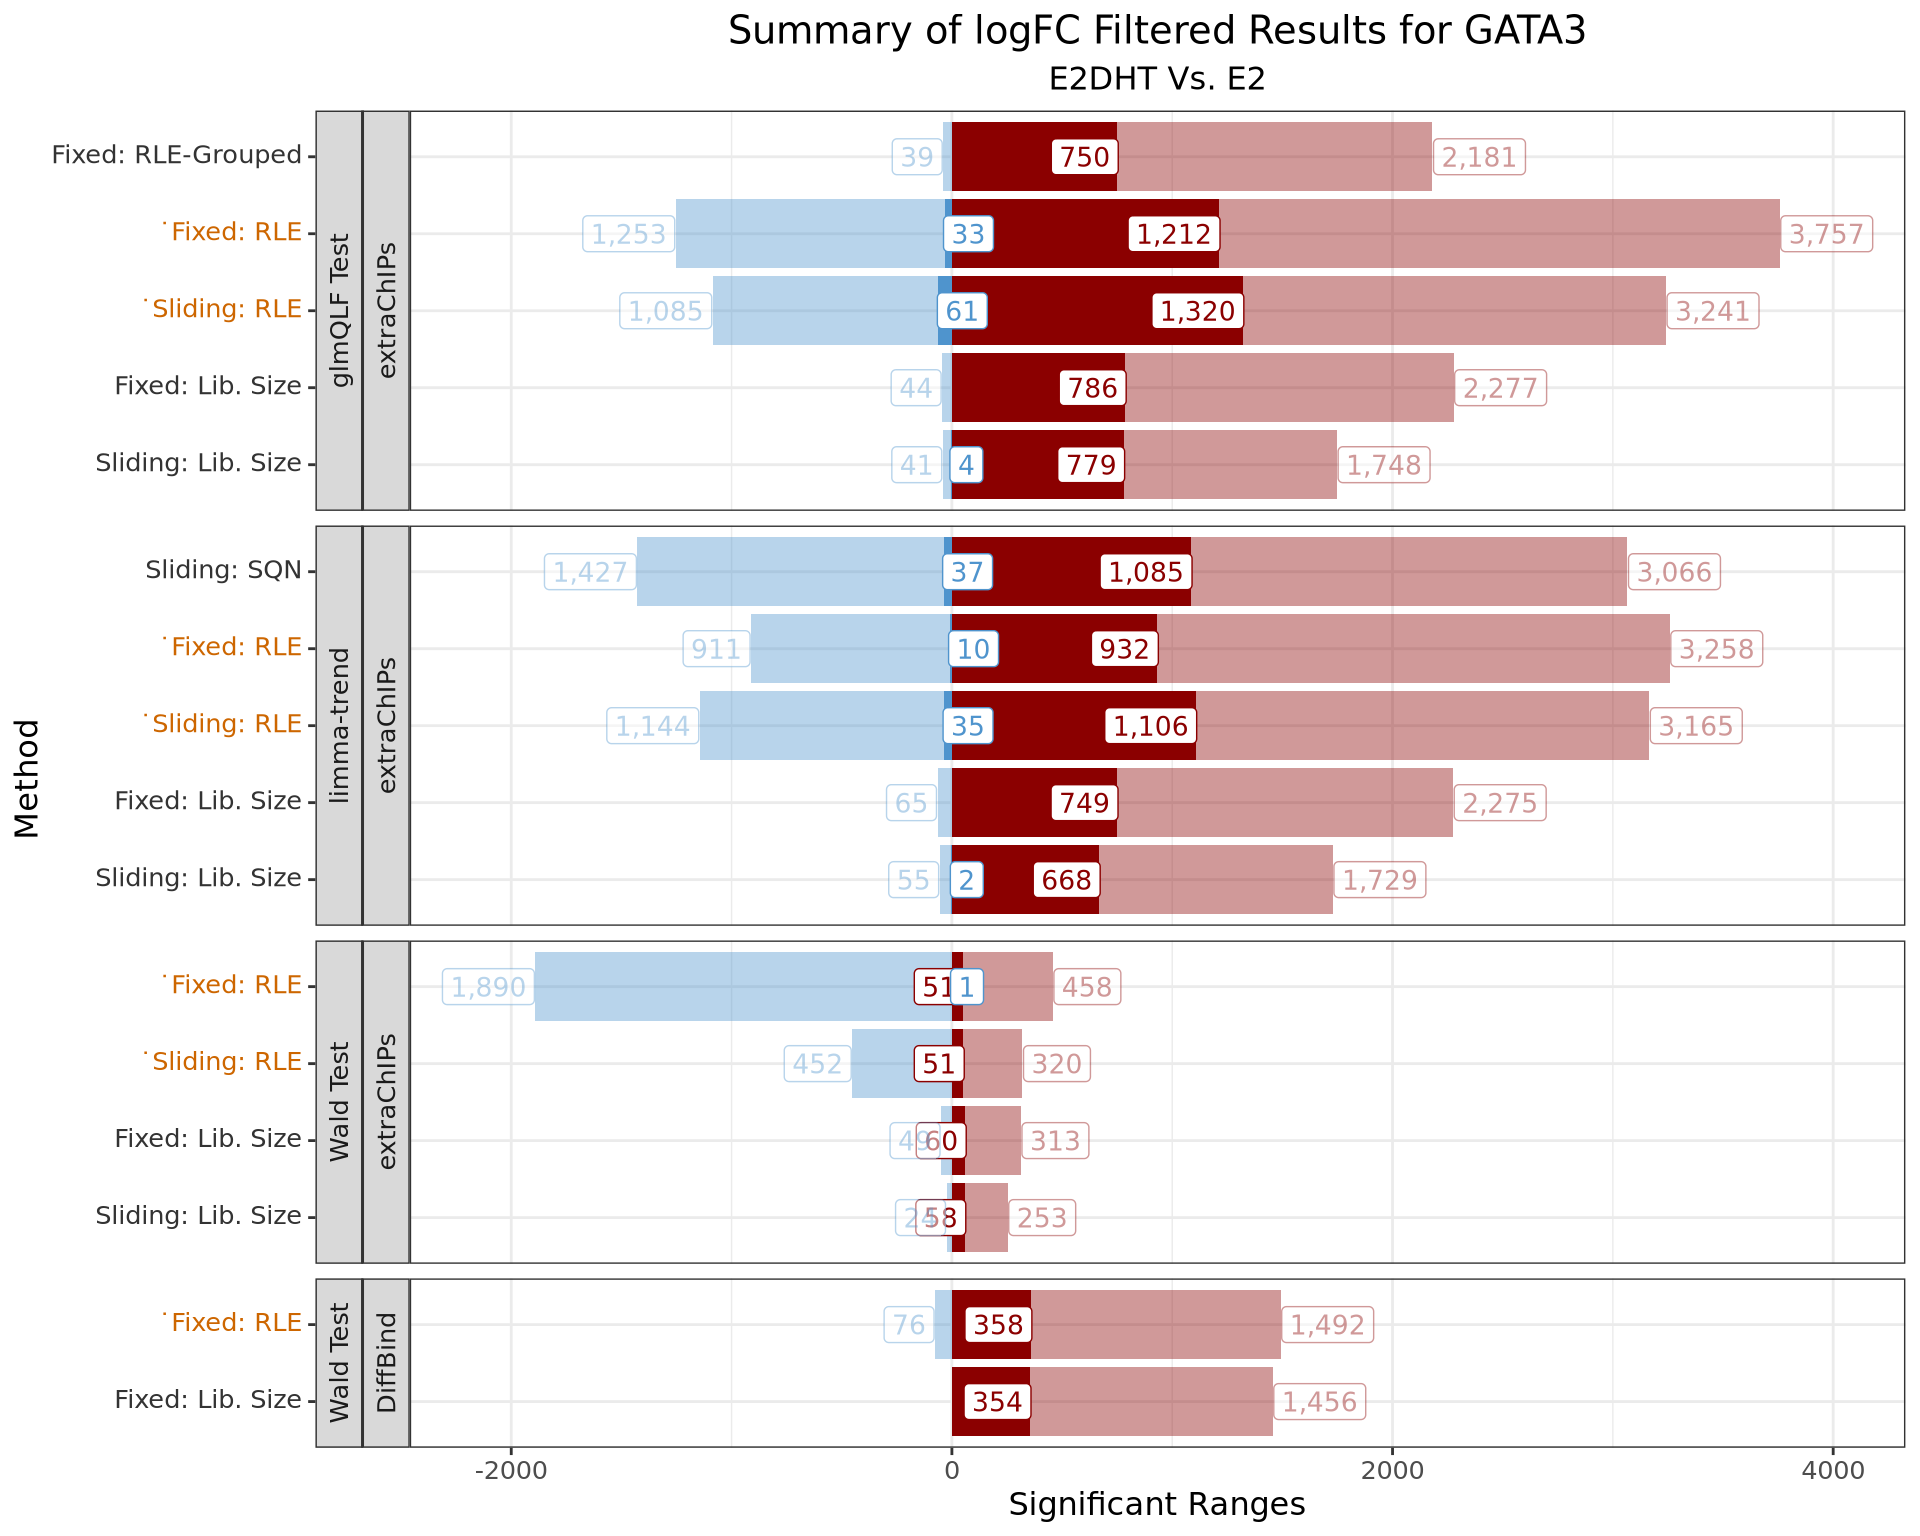 Summary of logFC Filtered Results for GATA3
E2DHT Vs. E2
Method
glmQLF Test
extraChIPs
Fixed: RLE-Grouped 39 750 2,181
˙Fixed: RLE 1,253 33 1,212 3,757
˙Sliding: RLE 1,085 61 1,320 3,241
Fixed: Lib. Size 44 786 2,277
Sliding: Lib. Size 41 4 779 1,748
limma-trend
extraChIPs
Sliding: SQN 1,427 37 1,085 3,066
˙Fixed: RLE 911 10 932 3,258
˙Sliding: RLE 1,144 35 1,106 3,165
Fixed: Lib. Size 65 749 2,275
Sliding: Lib. Size 55 2 668 1,729
Wald Test
extraChIPs
˙Fixed: RLE 1,890 51 1 458
˙Sliding: RLE 452 51 320
Fixed: Lib. Size 49 60 313
Sliding: Lib. Size 24 58 253
Wald Test
DiffBind
˙Fixed: RLE 76 358 1,492
Fixed: Lib. Size 354 1,456
-2000 0 2000 4000
Significant Ranges